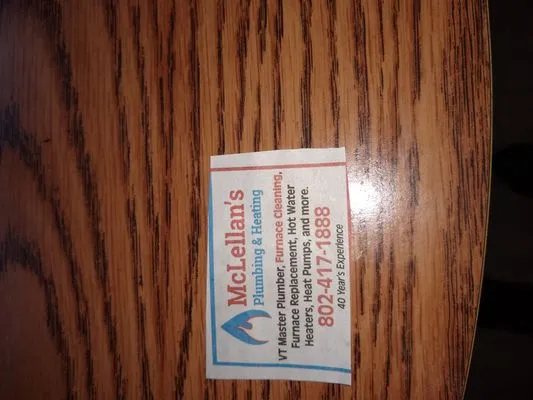 McLellan's
Plumbing & Heating
VT Master Plumber, Furnace Cleaning,
Furnace Replacement, Hot Water
Heaters, Heat Pumps, and more.
802-417-1888
40 Year's Experience